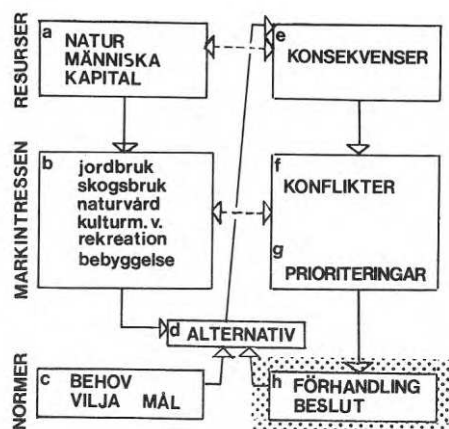 RESURSER
a
NATUR
MÄNNISKA
KAPITAL
e
KONSEKVENSER
MARKINTRESSEN
b
jordbruk
skogsbruk
naturvård
kulturm. v.
rekreation
bebyggelse
f
KONFLIKTER
g
PRIORITERINGAR
d ALTERNATIV
NORMER
c BEHOV
VILJA MÅL
h FÖRHANDLING
BESLUT